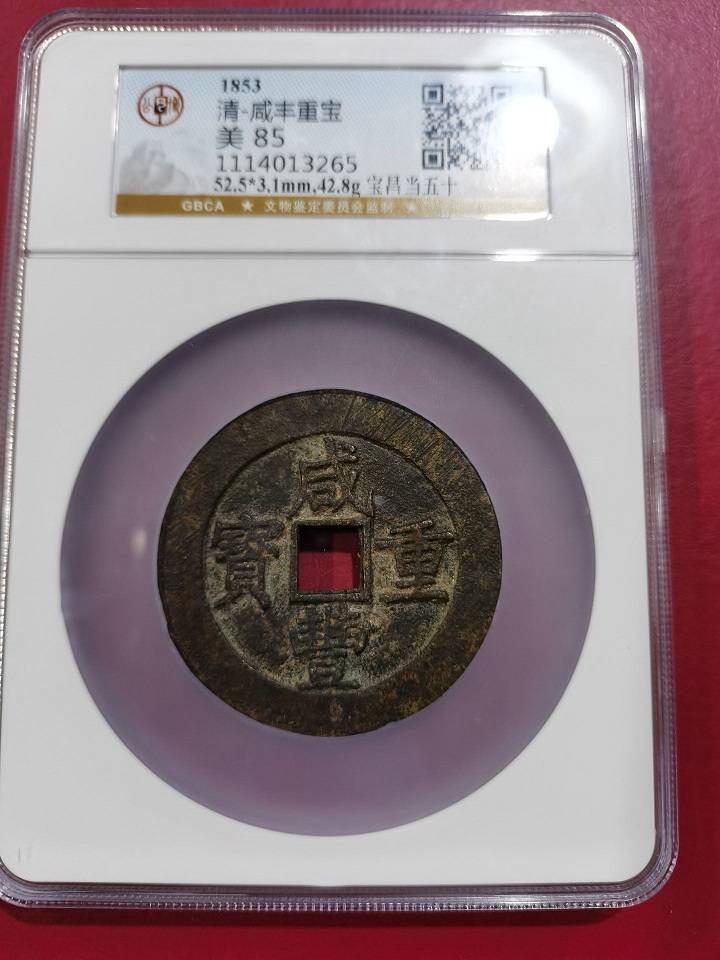 1853
清-咸丰重宝
美 85
1114013265
52.5*3.1mm,42.8g 宝昌当五十
GBCA ★ 文物鉴定委员会监制 ★
咸
豐
重
寶